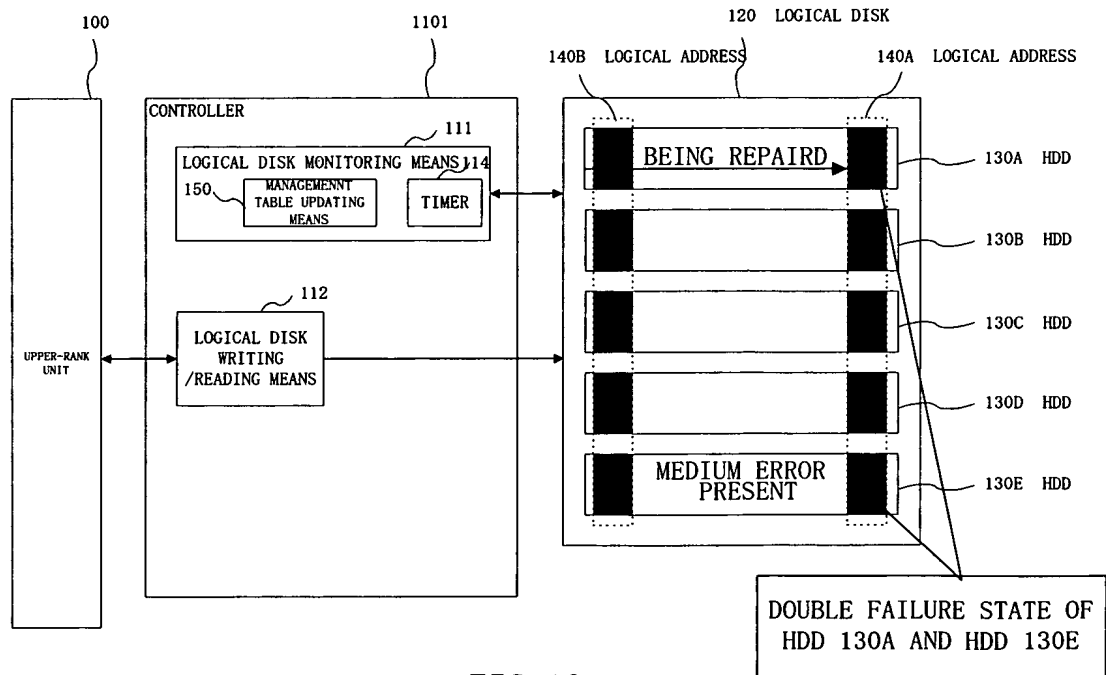 100
1101
120 LOGICAL DISK
140B LOGICAL ADDRESS
140A LOGICAL ADDRESS
CONTROLLER
111
LOGICAL DISK MONITORING MEANS
114
150
MANAGEMENNT
TABLE UPDATING
MEANS
TIMER
BEING REPAIRD
130A HDD
130B HDD
112
LOGICAL DISK
WRITING
/READING MEANS
UPPER-RANK
UNIT
130C HDD
130D HDD
MEDIUM ERROR
PRESENT
130E HDD
DOUBLE FAILURE STATE OF
HDD 130A AND HDD 130E